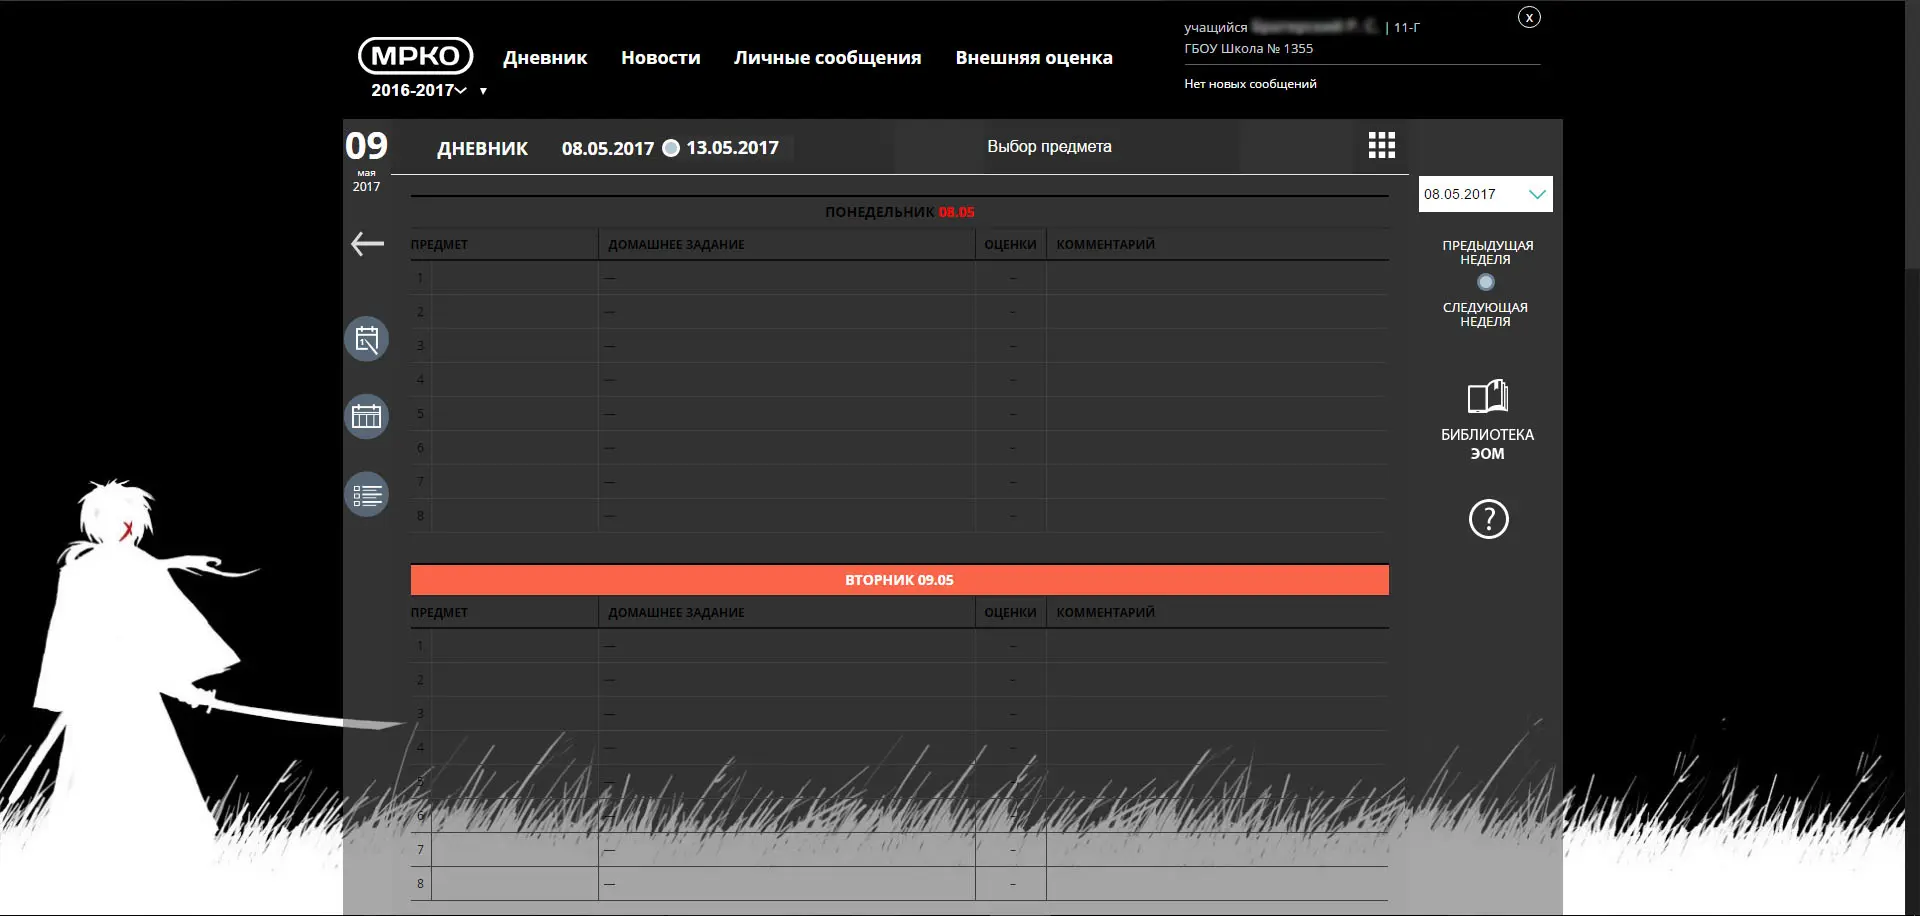 учащийся | 11-Г
x
ГБОУ Школа № 1355
Нет новых сообщений
МРКО
Дневник Новости Личные сообщения Внешняя оценка
2016-2017
09
мая
2017
ДНЕВНИК 08.05.2017 13.05.2017 Выбор предмета
08.05.2017
ПРЕДЫДУЩАЯ
НЕДЕЛЯ
СЛЕДУЮЩАЯ
НЕДЕЛЯ
БИБЛИОТЕКА
ЭОМ
?
ПОНЕДЕЛЬНИК 08.05
ПРЕДМЕТ ДОМАШНЕЕ ЗАДАНИЕ ОЦЕНКИ КОММЕНТАРИЙ
1 — –
2 — –
3 — –
4 — –
5 — –
6 — –
7 — –
8 — –
ВТОРНИК 09.05
ПРЕДМЕТ ДОМАШНЕЕ ЗАДАНИЕ ОЦЕНКИ КОММЕНТАРИЙ
1 — –
2 — –
3 — –
4 — –
5 — –
6 — –
7 — –
8 — –